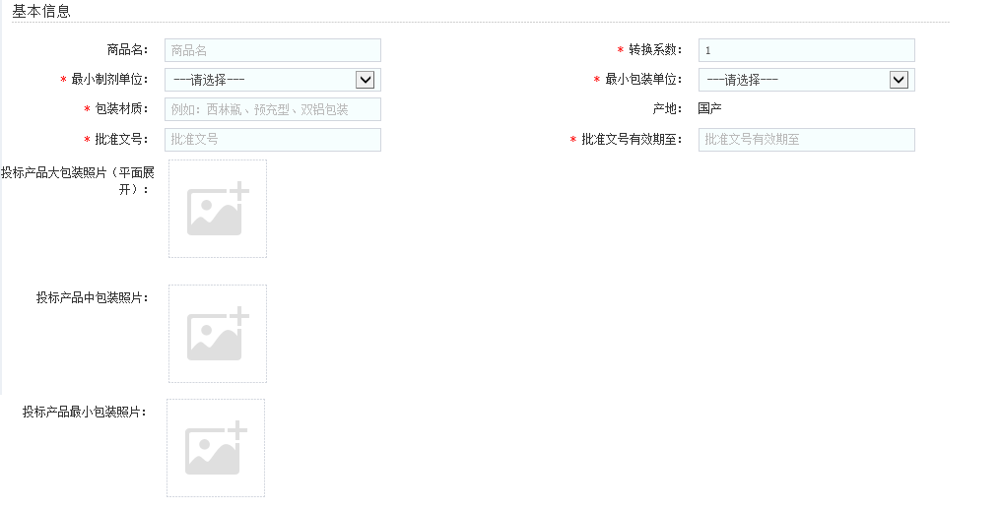 基本信息
商品名： 商品名 * 转换系数： 1
* 最小制剂单位： ---请选择--- * 最小包装单位： ---请选择---
* 包装材质： 例如：西林瓶、预充型、双铝包装 产地： 国产
* 批准文号： 批准文号 * 批准文号有效期至： 批准文号有效期至
投标产品大包装照片（平面展
开）：
投标产品中包装照片：
投标产品最小包装照片：